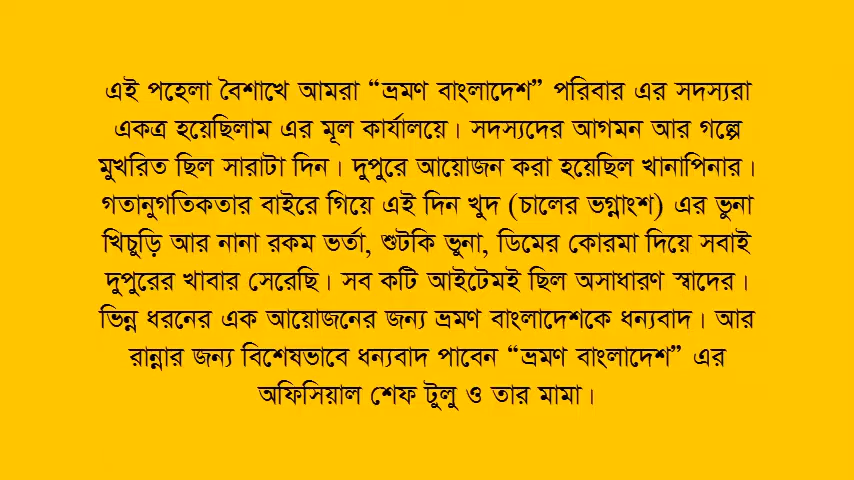 এই পহেলা বৈশাখে আমরা “ভ্রমণ বাংলাদেশ” পরিবার এর সদস্যরা
একত্র হয়েছিলাম এর মূল কার্যালয়ে। সদস্যদের আগমন আর গল্পে
মুখরিত ছিল সারাটা দিন। দুপুরে আয়োজন করা হয়েছিল খানাপিনার।
গতানুগতিকতার বাইরে গিয়ে এই দিন খুদ (চালের ভগ্নাংশ) এর ভুনা
খিচুড়ি আর নানা রকম ভর্তা, শুটকি ভুনা, ডিমের কোরমা দিয়ে সবাই
দুপুরের খাবার সেরেছি। সব কটি আইটেমই ছিল অসাধারণ স্বাদের।
ভিন্ন ধরনের এক আয়োজনের জন্য ভ্রমণ বাংলাদেশকে ধন্যবাদ। আর
রান্নার জন্য বিশেষভাবে ধন্যবাদ পাবেন “ভ্রমণ বাংলাদেশ” এর
অফিসিয়াল শেফ টুলু ও তার মামা।